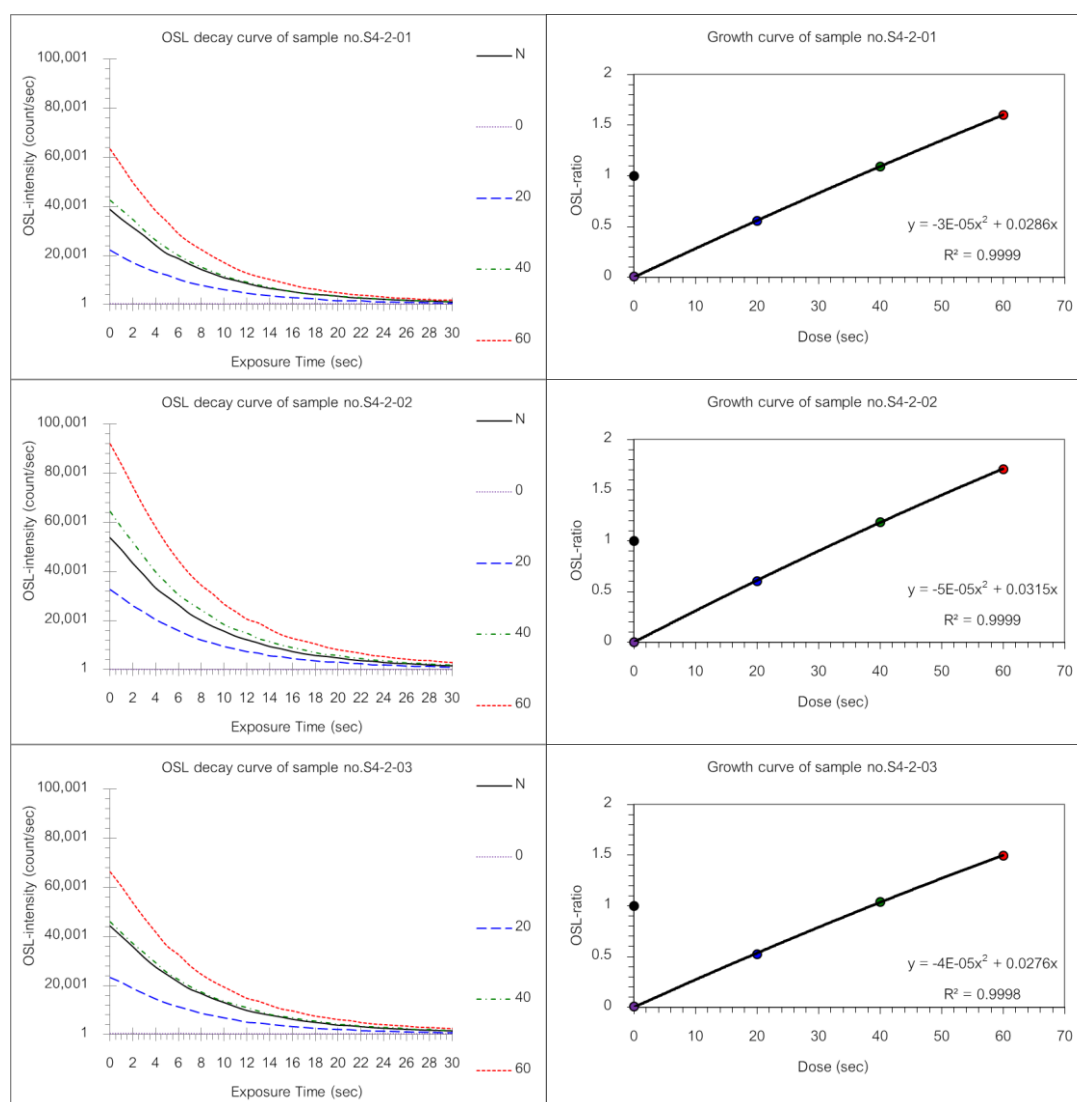 OSL decay curve of sample no.S4-2-01
100,001
80,001
60,001
40,001
20,001
1
OSL-intensity (count/sec)
0 2 4 6 8 10 12 14 16 18 20 22 24 26 28 30
Exposure Time (sec)
N
0
20
40
60
Growth curve of sample no.S4-2-01
2
1.5
1
0.5
0
OSL-ratio
y = -3E-05x² + 0.0286x
R² = 0.9999
0 10 20 30 40 50 60 70
Dose (sec)
OSL decay curve of sample no.S4-2-02
100,001
80,001
60,001
40,001
20,001
1
OSL-intensity (count/sec)
0 2 4 6 8 10 12 14 16 18 20 22 24 26 28 30
Exposure Time (sec)
N
0
20
40
60
Growth curve of sample no.S4-2-02
2
1.5
1
0.5
0
OSL-ratio
y = -5E-05x² + 0.0315x
R² = 0.9999
0 10 20 30 40 50 60 70
Dose (sec)
OSL decay curve of sample no.S4-2-03
100,001
80,001
60,001
40,001
20,001
1
OSL-intensity (count/sec)
0 2 4 6 8 10 12 14 16 18 20 22 24 26 28 30
Exposure Time (sec)
N
0
20
40
60
Growth curve of sample no.S4-2-03
2
1.5
1
0.5
0
OSL-ratio
y = -4E-05x² + 0.0276x
R² = 0.9998
0 10 20 30 40 50 60 70
Dose (sec)